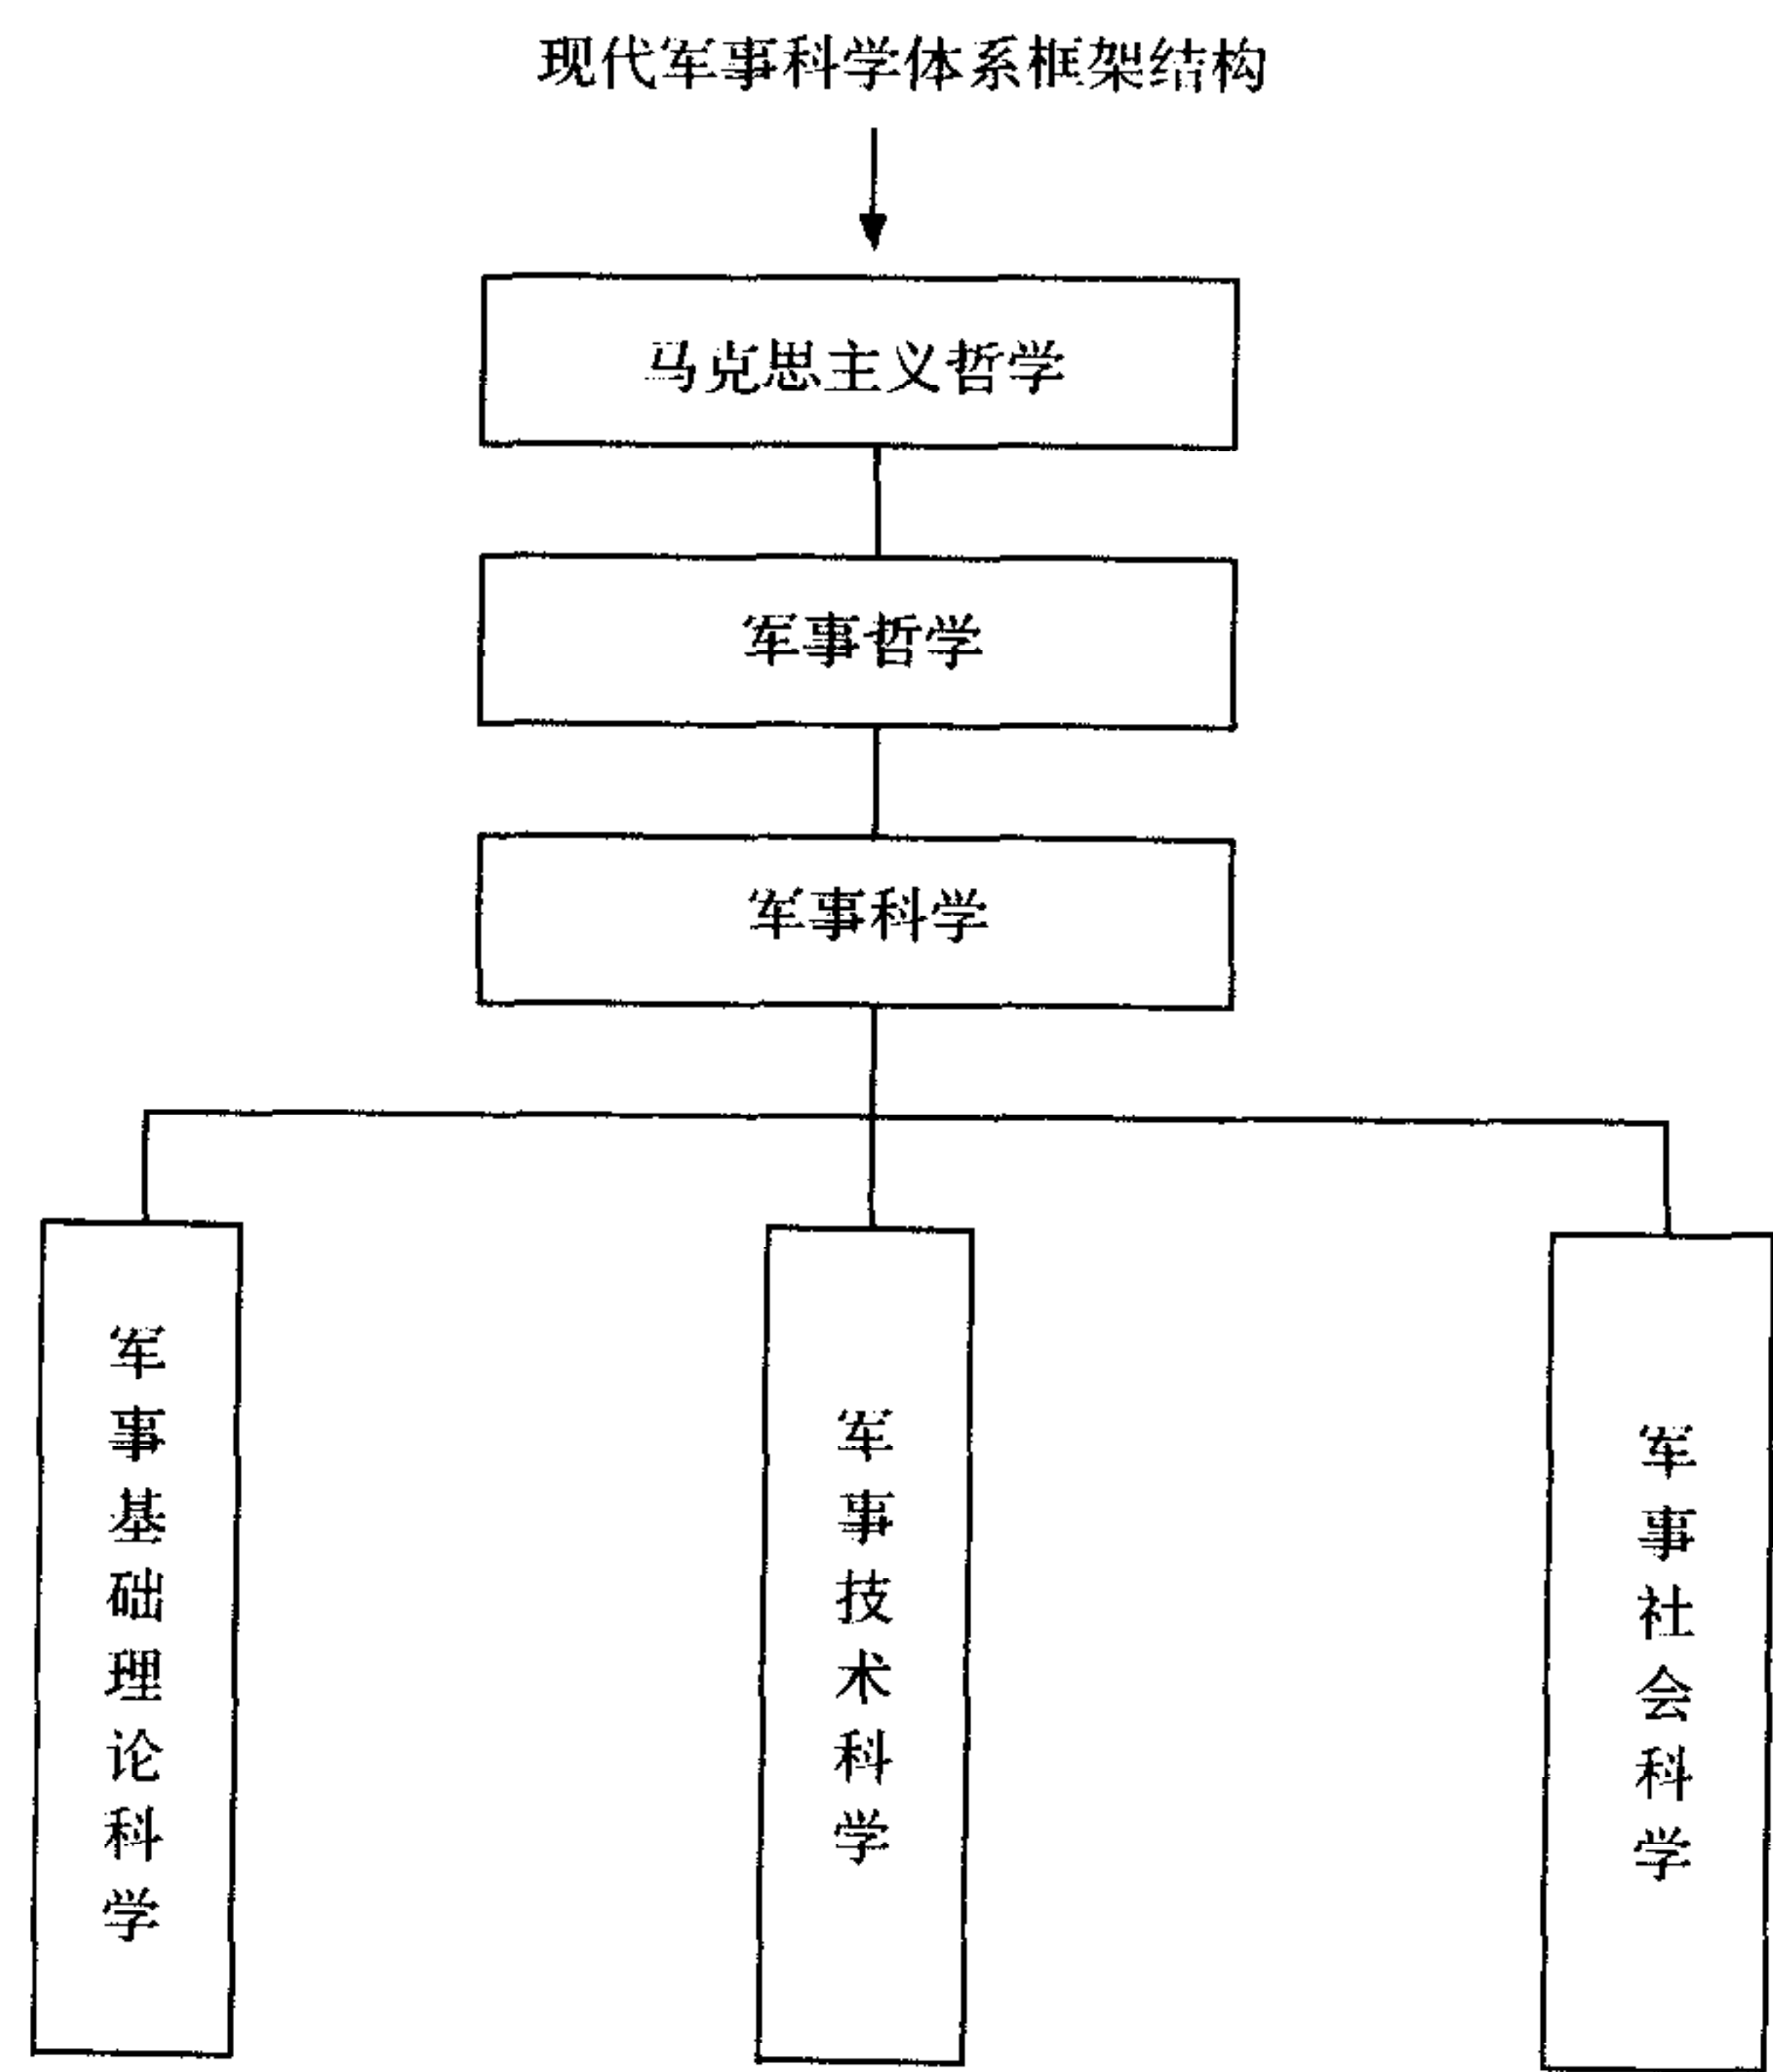 现代军事科学体系框架结构
马克思主义哲学
军事哲学
军事科学
军事基础理论科学
军事技术科学
军事社会科学